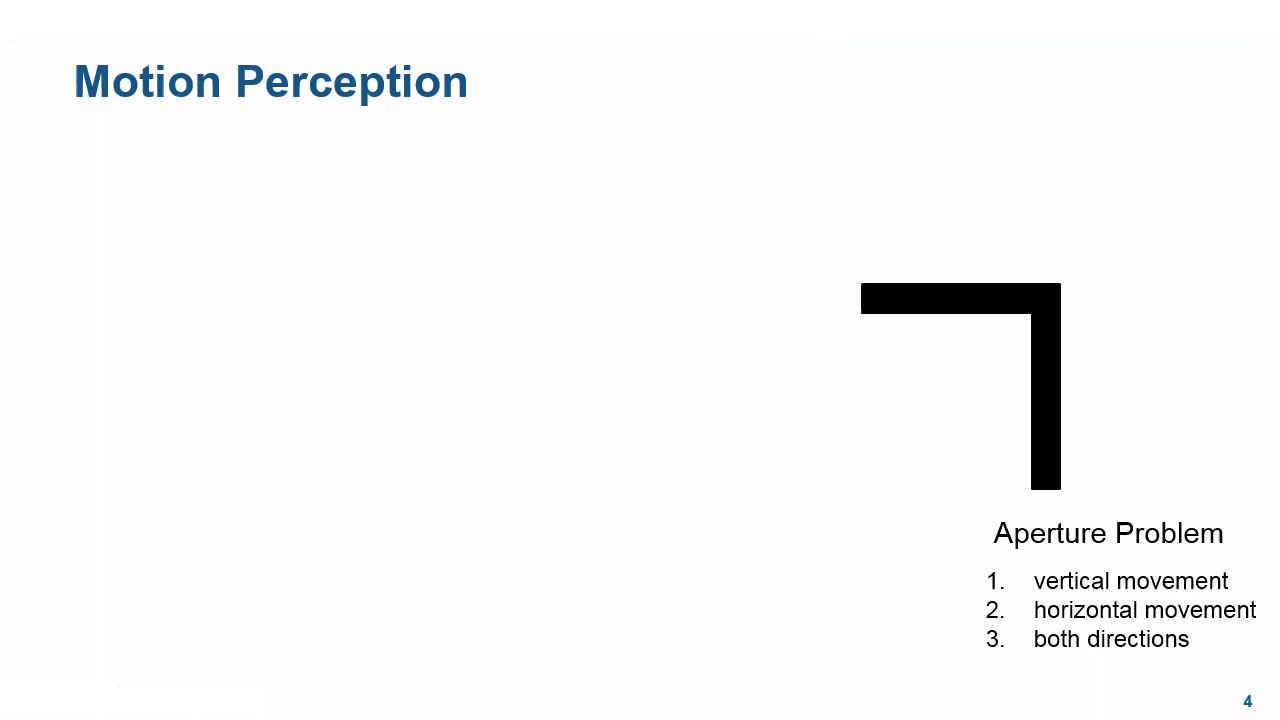 Motion Perception
Aperture Problem
1. vertical movement
2. horizontal movement
3. both directions
4